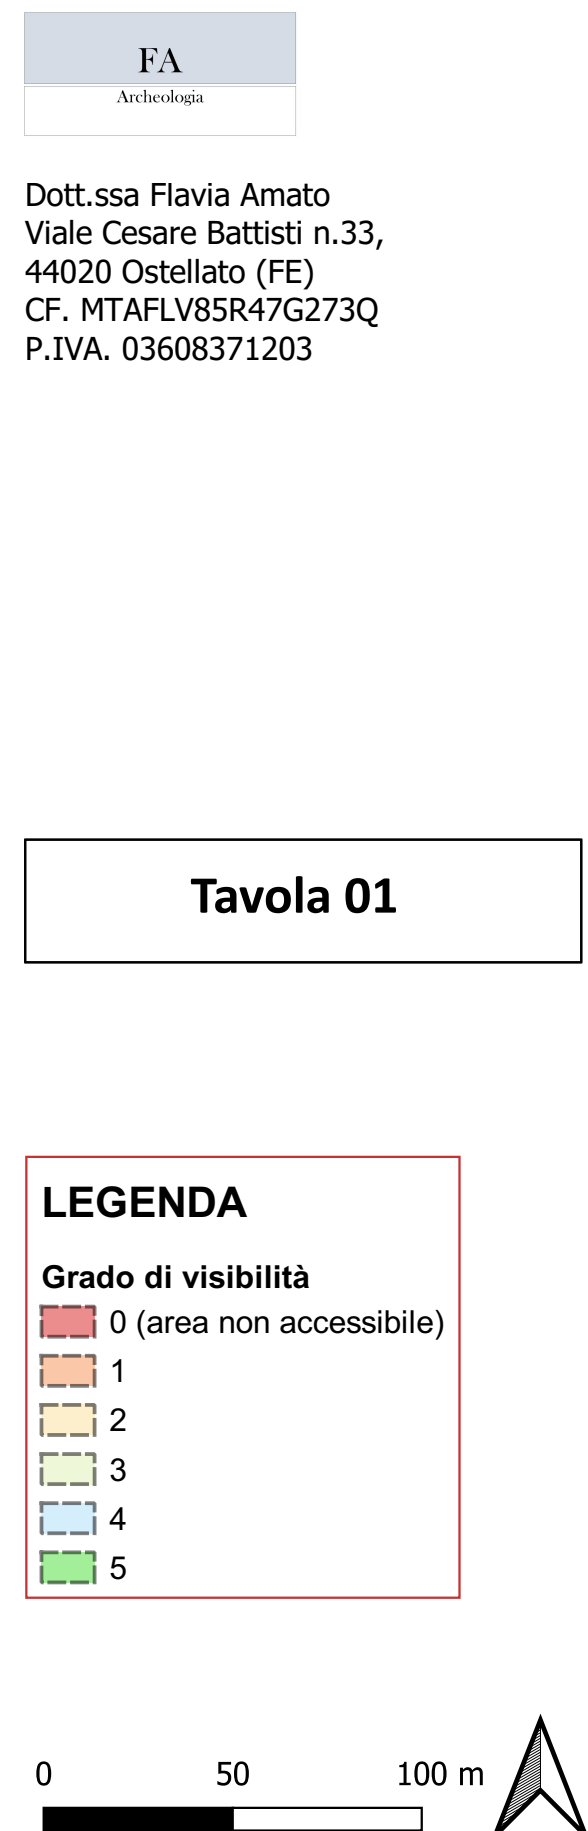 FA
Archeologia
Dott.ssa Flavia Amato
Viale Cesare Battisti n.33,
44020 Ostellato (FE)
CF. MTAFLV85R47G273Q
P.IVA. 03608371203
Tavola 01
LEGENDA
Grado di visibilità
0 (area non accessibile)
1
2
3
4
5
0 50 100 m